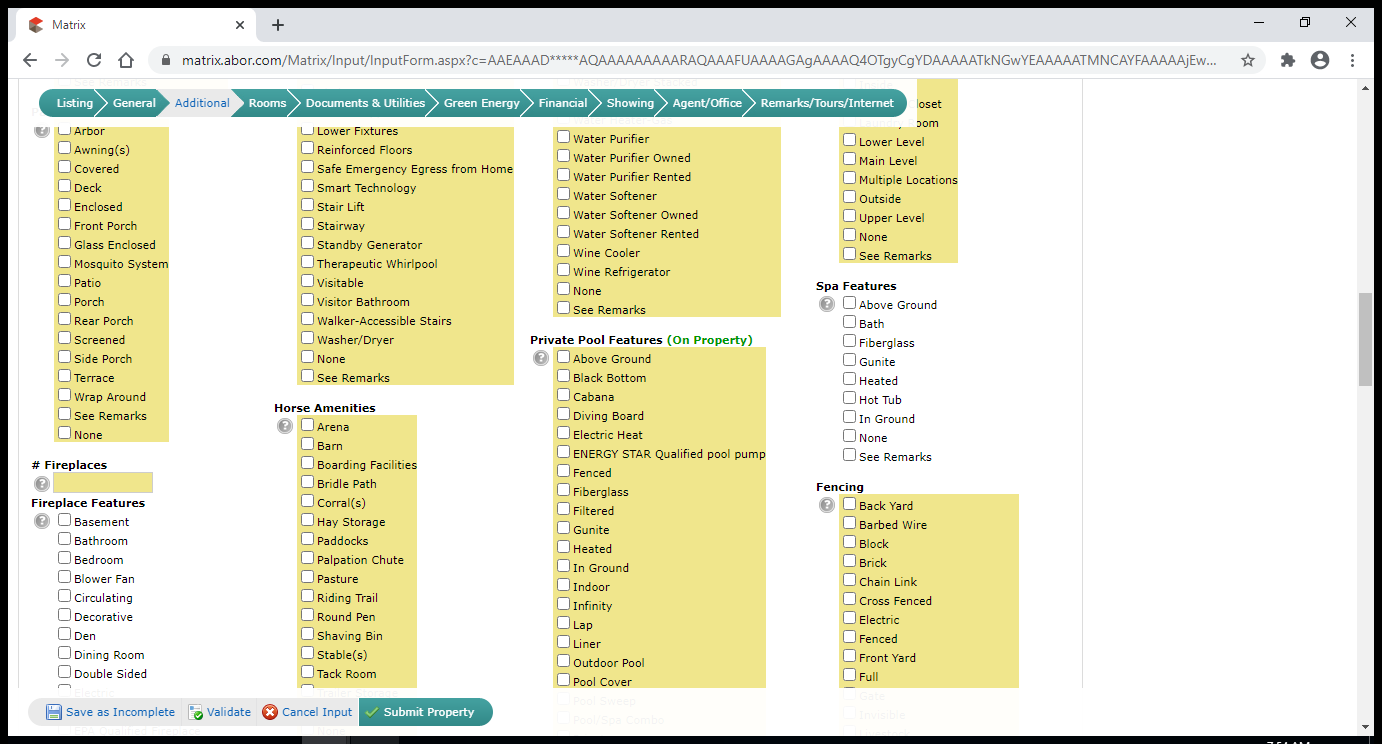 Matrix
matrix.abor.com/Matrix/Input/InputForm.aspx?c=AAEAAAD*****AQAAAAAAAAARAQAAAFUAAAAGAgAAAAQ4OTgyCgYDAAAAATkNGwYEAAAAATMNCAYFAAAAAjEw...
Listing
General
Additional
Rooms
Documents & Utilities
Green Energy
Financial
Showing
Agent/Office
Remarks/Tours/Internet
Arbor
Awning(s)
Covered
Deck
Enclosed
Front Porch
Glass Enclosed
Mosquito System
Patio
Porch
Rear Porch
Screened
Side Porch
Terrace
Wrap Around
See Remarks
None
# Fireplaces
Fireplace Features
Basement
Bathroom
Bedroom
Blower Fan
Circulating
Decorative
Den
Dining Room
Double Sided
Electric
Lower Fixtures
Reinforced Floors
Safe Emergency Egress from Home
Smart Technology
Stair Lift
Stairway
Standby Generator
Therapeutic Whirlpool
Visitable
Visitor Bathroom
Walker-Accessible Stairs
Washer/Dryer
None
See Remarks
Horse Amenities
Arena
Barn
Boarding Facilities
Bridle Path
Corral(s)
Hay Storage
Paddocks
Palpation Chute
Pasture
Riding Trail
Round Pen
Shaving Bin
Stable(s)
Tack Room
Trailer Storage
Water Purifier
Water Purifier Owned
Water Purifier Rented
Water Softener
Water Softener Owned
Water Softener Rented
Wine Cooler
Wine Refrigerator
None
See Remarks
Private Pool Features (On Property)
Above Ground
Black Bottom
Cabana
Diving Board
Electric Heat
ENERGY STAR Qualified pool pump
Fenced
Fiberglass
Filtered
Gunite
Heated
In Ground
Indoor
Infinity
Lap
Liner
Outdoor Pool
Pool Cover
Pool Sweep
Pool/Spa Combo
Lower Level
Main Level
Multiple Locations
Outside
Upper Level
None
See Remarks
Spa Features
Above Ground
Bath
Fiberglass
Gunite
Heated
Hot Tub
In Ground
None
See Remarks
Fencing
Back Yard
Barbed Wire
Block
Brick
Chain Link
Cross Fenced
Electric
Fenced
Front Yard
Full
Gate
Invisible
Save as Incomplete
Validate
Cancel Input
Submit Property